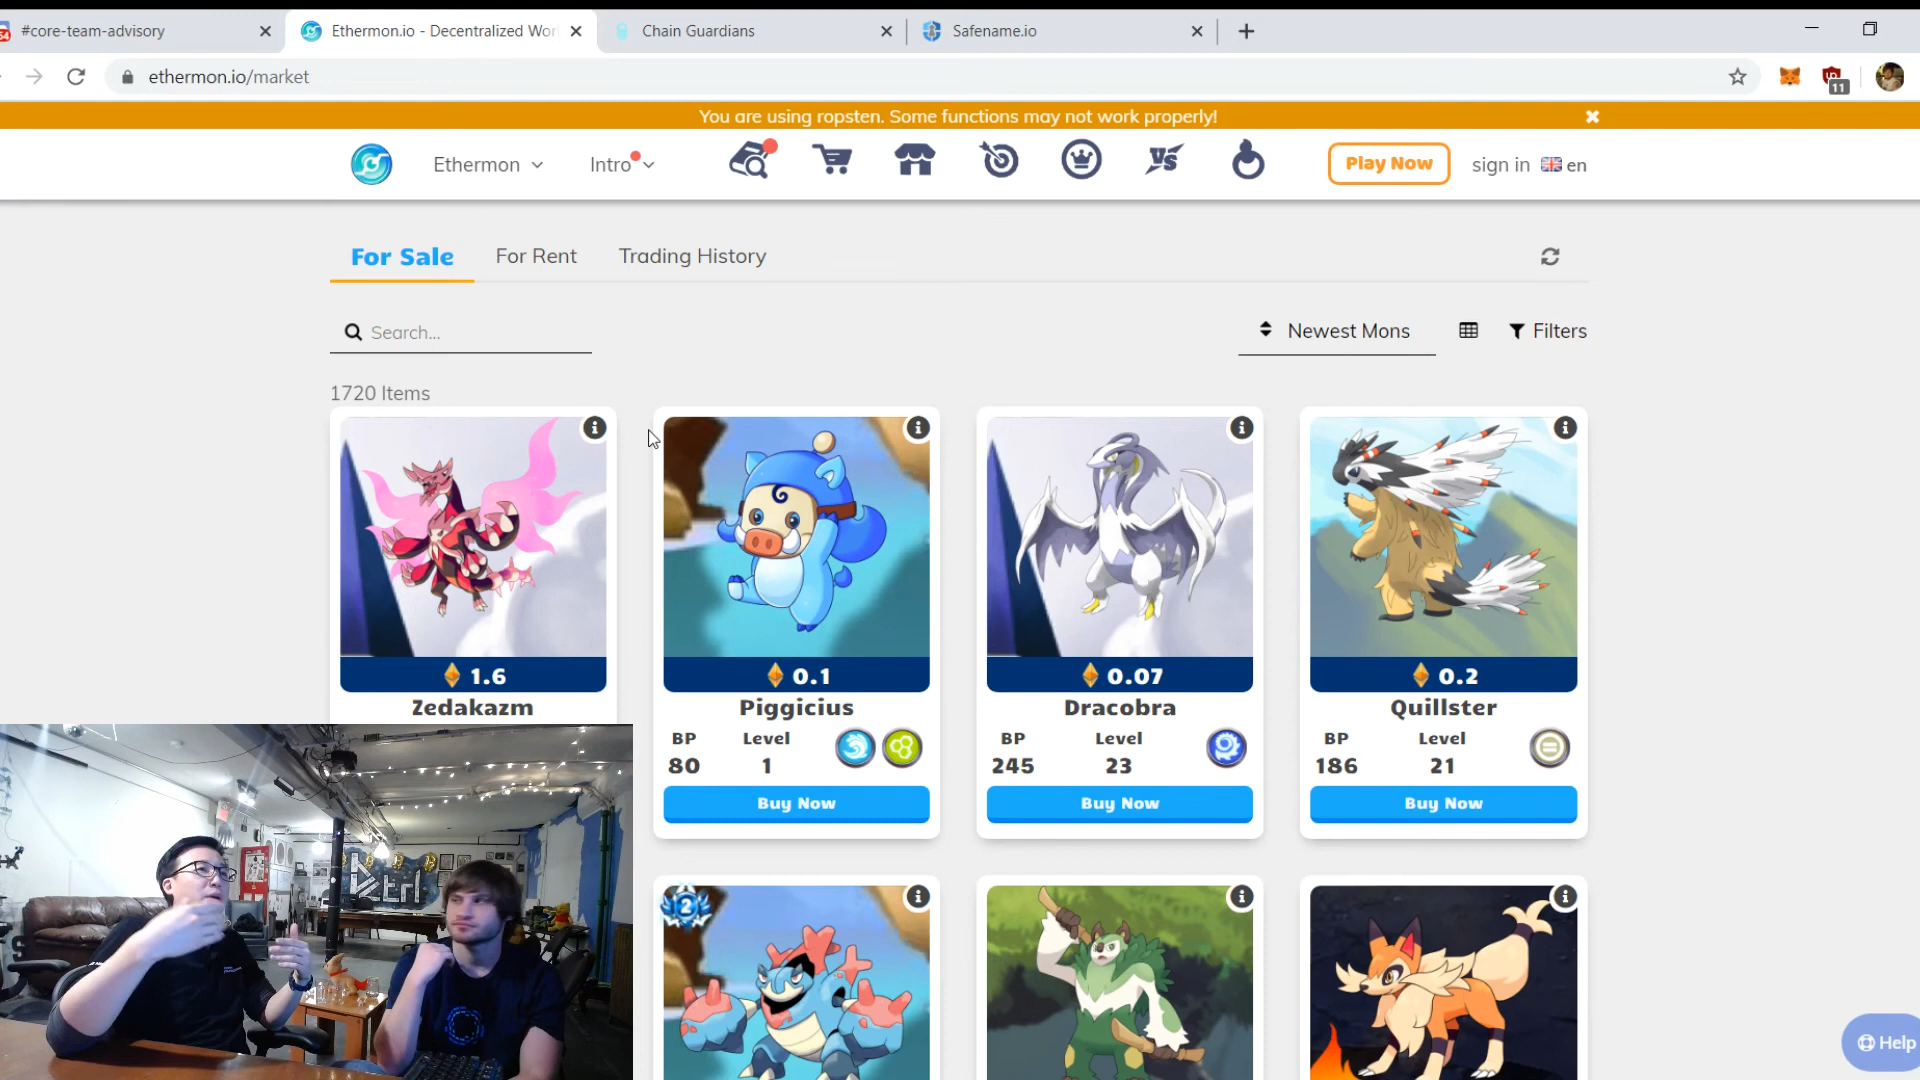 #core-team-advisory
Ethermon.io - Decentralized Wor
Chain Guardians
Safename.io
ethermon.io/market
11
You are using ropsten. Some functions may not work properly!
Ethermon
Intro
VS
Play Now
sign in
en
For Sale
For Rent
Trading History
Search...
Newest Mons
Filters
1720 Items
1.6
0.1
0.07
0.2
Zedakazm
Piggicius
Dracobra
Quillster
BP Level
80 1
BP Level
245 23
BP Level
186 21
Buy Now
Buy Now
Buy Now
2
Help